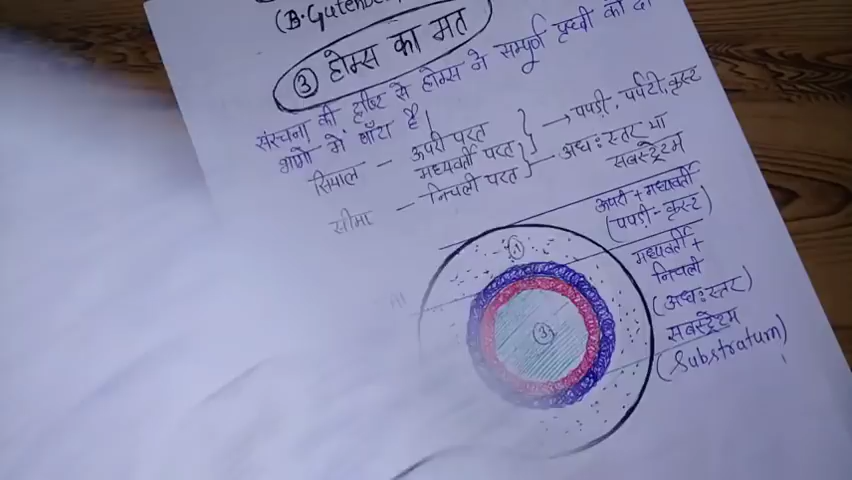 (B. Gutenbe
③ होम्स का मत
संरचना की दृष्टि से होम्स ने सम्पूर्ण पृथ्वी को दो
भागो में बाँटा है।
सियाल – ऊपरी परत
मध्यवर्ती परत → पपड़ी, पर्पटी, क्रस्ट
सीमा – निचली परत – अधः स्तर या
सबस्ट्रेटम
ऊपरी + मध्यवर्ती
(पपड़ी - क्रस्ट)
मध्यवर्ती +
निचली
(अधः स्तर)
सबस्ट्रेटम
(Substratum)
①
③